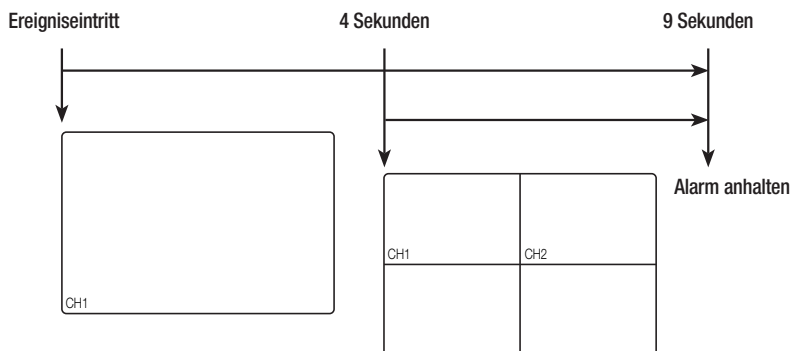 Ereigniseintritt
4 Sekunden
9 Sekunden
Alarm anhalten
CH1
CH2
CH1